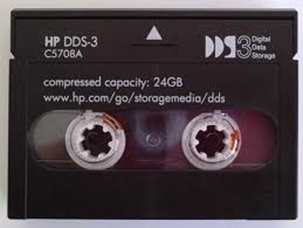 HP DDS-3
C5708A
DDS3 Digital
Data
Storage
compressed capacity: 24GB
www.hp.com/go/storagemedia/dds